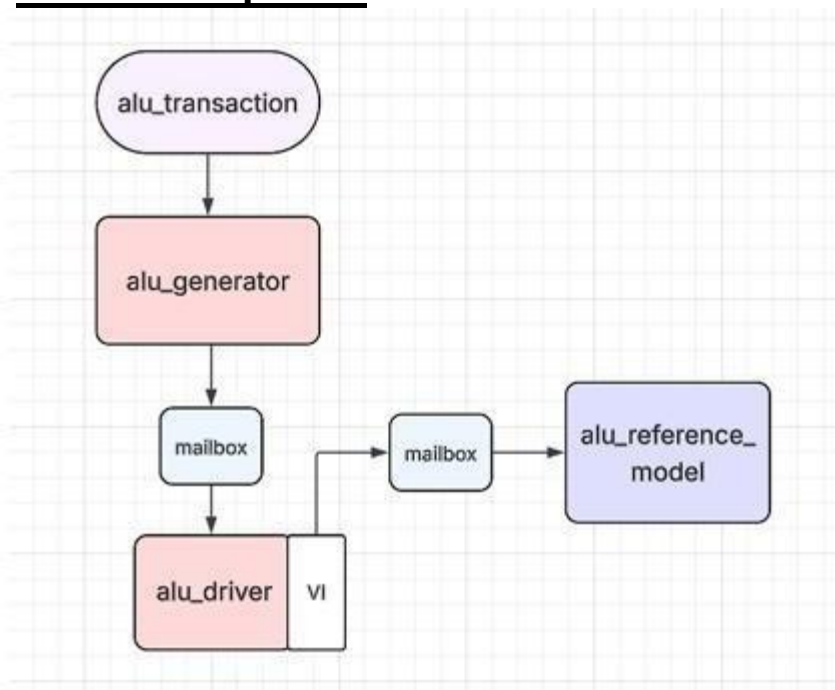 alu_transaction
alu_generator
mailbox
mailbox
alu_reference_
model
alu_driver
VI